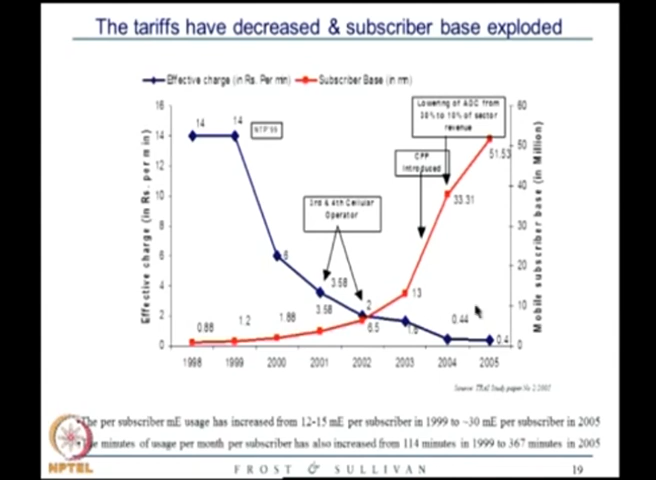 The tariffs have decreased & subscriber base exploded
Effective charge (in Rs. Per min) Subscriber Base (in mn)
Lowering of ADC from
30% to 10% of sector
revenue
16
14
12
10
8
6
4
2
0
60
50
40
30
20
10
0
Effective charge (in Rs. per min)
Mobile subscriber base (in Million)
14
14
NTP 99
CPP
Introduced
51.53
33.31
3rd & 4th Cellular
Operator
6
3.58
3.58
2
13
0.88
1.2
1.88
6.5
0.44
0.4
1998 1999 2000 2001 2002 2003 2004 2005
Source: TRAI Study paper No 2/2005
The per subscriber mE usage has increased from 12-15 mE per subscriber in 1999 to ~30 mE per subscriber in 2005
minutes of usage per month per subscriber has also increased from 114 minutes in 1999 to 367 minutes in 2005
NPTEL
FROST & SULLIVAN
19